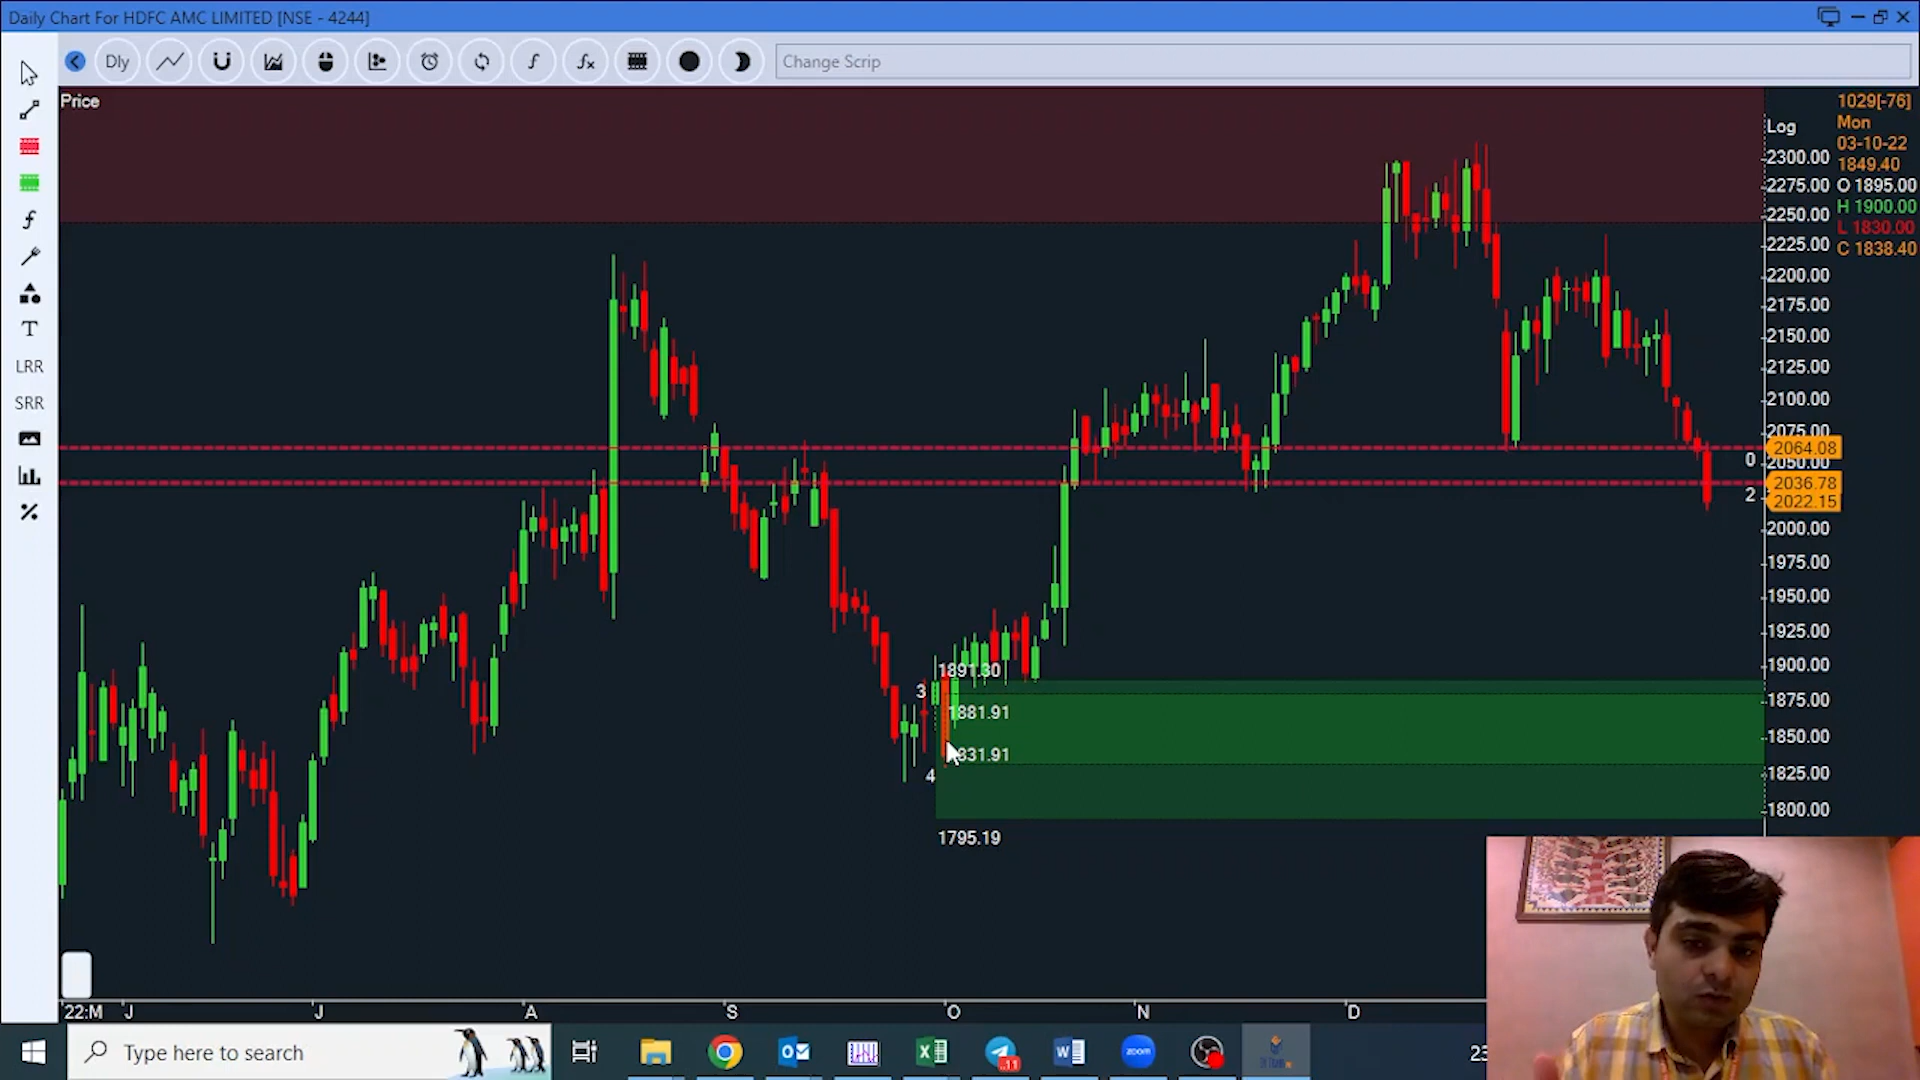 Daily Chart For HDFC AMC LIMITED [NSE - 4244]
Dly
Change Scrip
Price
LRR
SRR
T
1029[-76]
Mon
03-10-22
1849.40
O 1895.00
H 1900.00
L 1830.00
C 1838.40
Log
2300.00
2275.00
2250.00
2225.00
2200.00
2175.00
2150.00
2125.00
2100.00
2075.00
2064.08
0
2050.00
2036.78
2
2022.15
2000.00
1975.00
1950.00
1925.00
1900.00
1875.00
1850.00
1825.00
1800.00
1891.30
3
1881.91
831.91
4
1795.19
22:M J J A S O N D
Type here to search
zoom
11
23